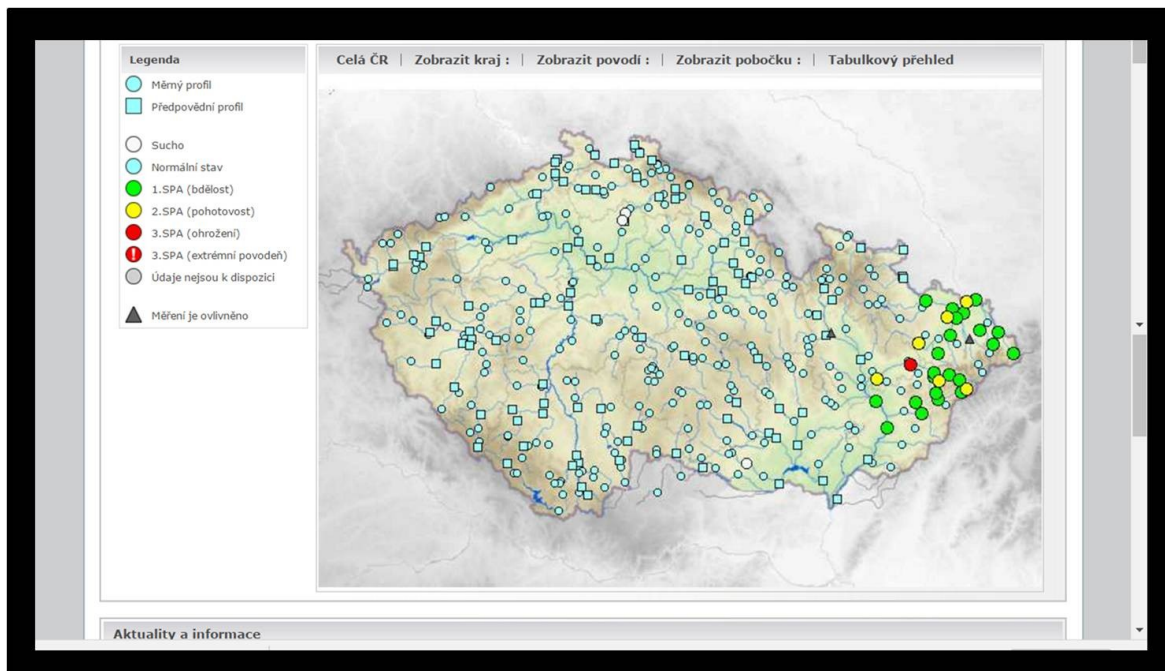 Legenda
Měrný profil
Předpovědní profil
Sucho
Normální stav
1.SPA (bdělost)
2.SPA (pohotovost)
3.SPA (ohrožení)
3.SPA (extrémní povodeň)
Údaje nejsou k dispozici
Měření je ovlivněno
Celá ČR | Zobrazit kraj : | Zobrazit povodí : | Zobrazit pobočku : | Tabulkový přehled
Aktuality a informace